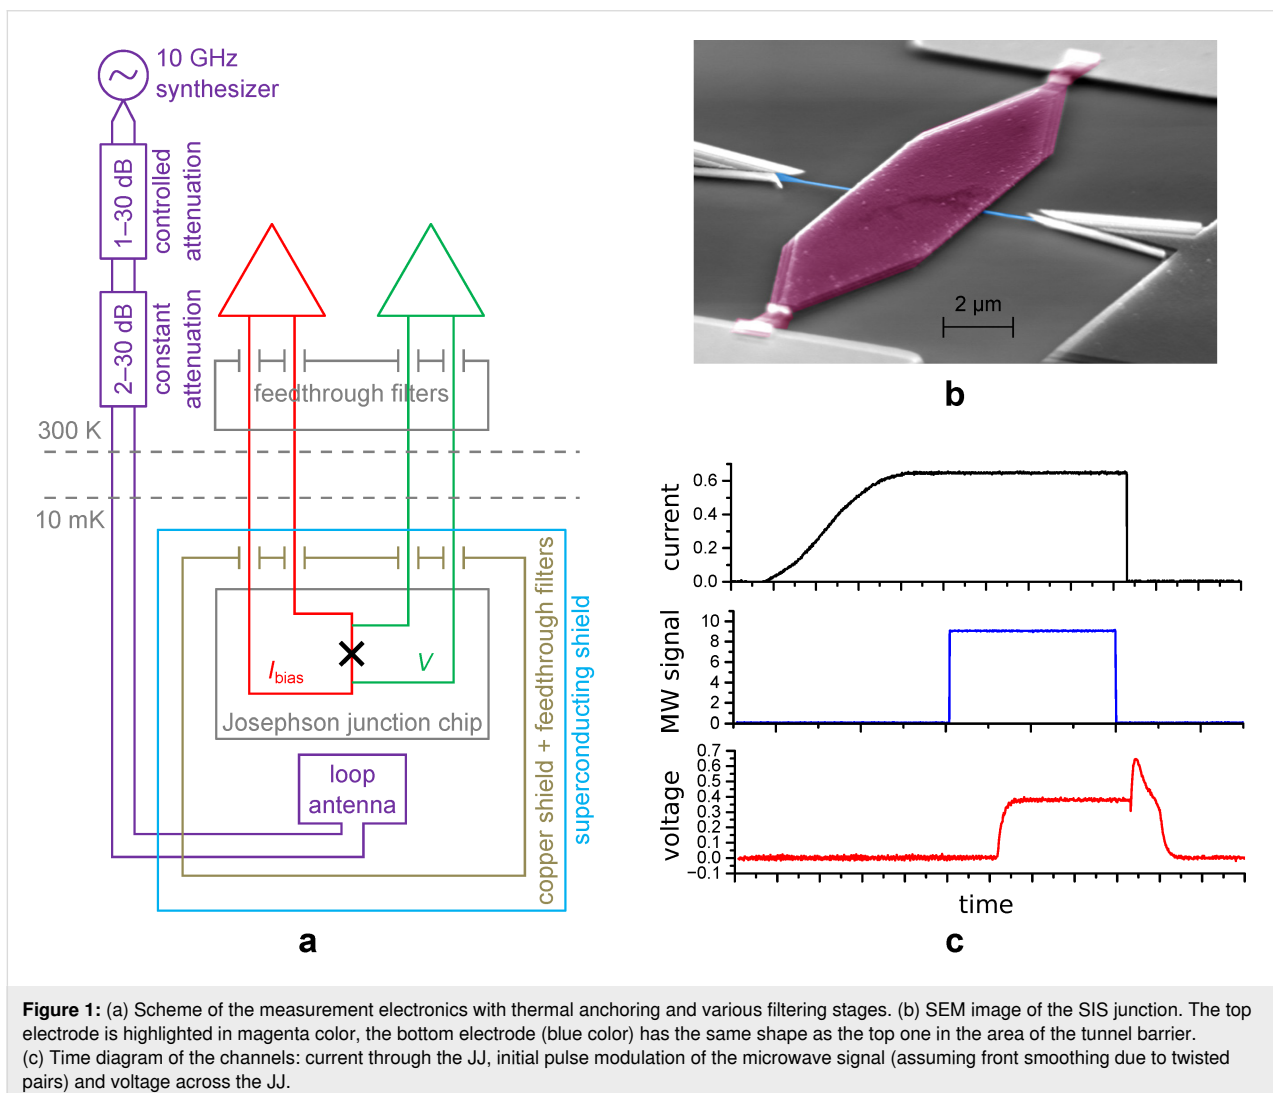 10 GHz
synthesizer
1–30 dB
controlled
attenuation
2–30 dB
constant
attenuation
feedthrough filters
300 K
10 mK
I bias
V
Josephson junction chip
loop
antenna
copper shield + feedthrough filters
superconducting shield
a
2 µm
b
current
0.6
0.4
0.2
0.0
MW signal
10
8
6
4
2
0
voltage
0.7
0.6
0.5
0.4
0.3
0.2
0.1
0.0
−0.1
time
c
Figure 1: (a) Scheme of the measurement electronics with thermal anchoring and various filtering stages. (b) SEM image of the SIS junction. The top
electrode is highlighted in magenta color, the bottom electrode (blue color) has the same shape as the top one in the area of the tunnel barrier.
(c) Time diagram of the channels: current through the JJ, initial pulse modulation of the microwave signal (assuming front smoothing due to twisted
pairs) and voltage across the JJ.